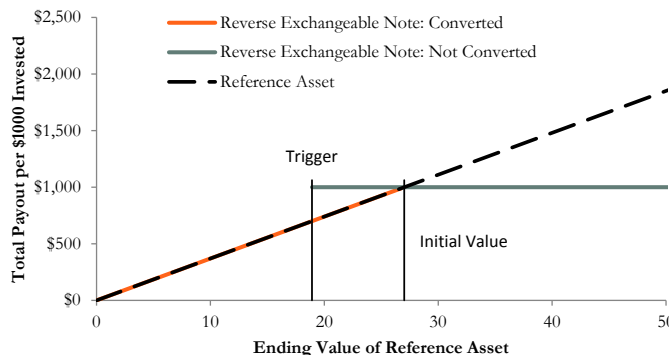 $2,500
$2,000
$1,500
$1,000
$500
$0
Total Payout per $1000 Invested
Reverse Exchangeable Note: Converted
Reverse Exchangeable Note: Not Converted
Reference Asset
Trigger
Initial Value
0 10 20 30 40 50
Ending Value of Reference Asset